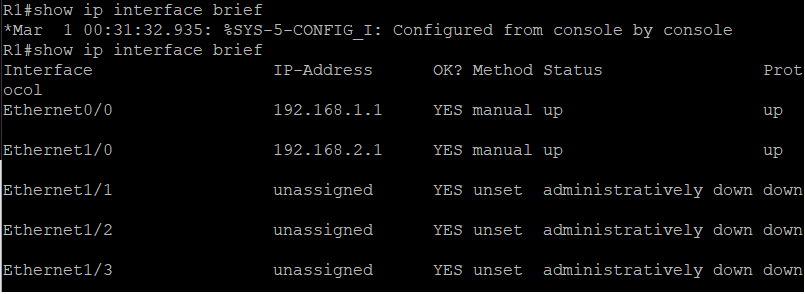 R1#show ip interface brief
*Mar  1 00:31:32.935: %SYS-5-CONFIG_I: Configured from console by console
R1#show ip interface brief
Interface                  IP-Address      OK? Method Status                Prot
ocol
Ethernet0/0                192.168.1.1     YES manual up                    up
Ethernet1/0                192.168.2.1     YES manual up                    up
Ethernet1/1                unassigned      YES unset  administratively down down
Ethernet1/2                unassigned      YES unset  administratively down down
Ethernet1/3                unassigned      YES unset  administratively down down